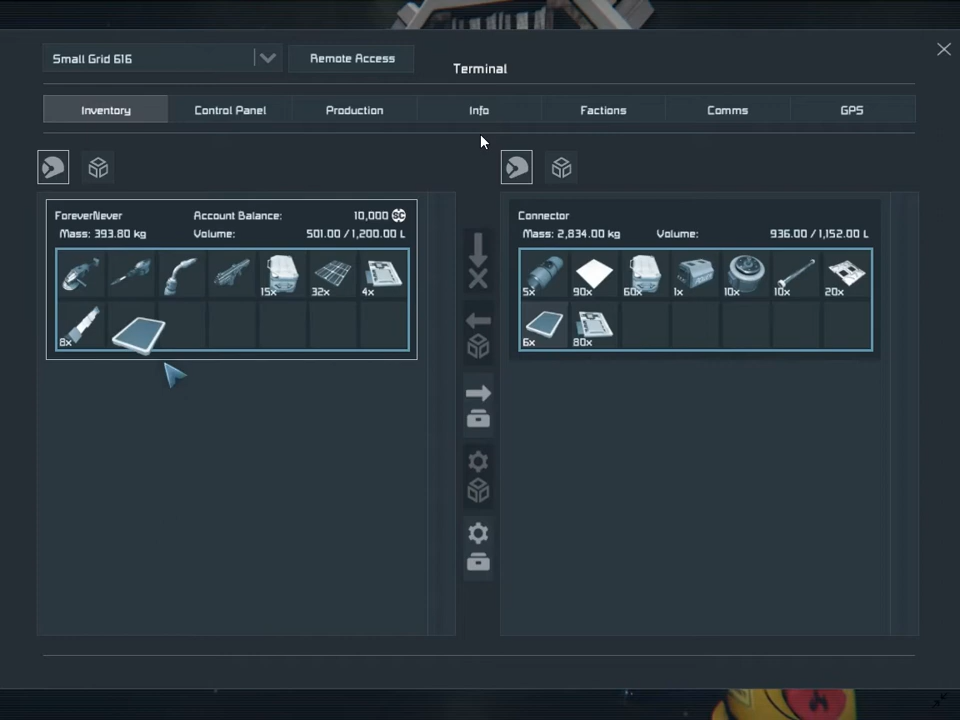 Small Grid 616
Remote Access
Terminal
Inventory
Control Panel
Production
Info
Factions
Comms
GPS
ForeverNever
Account Balance:
10,000 SC
Mass: 393.80 kg
Volume:
501.00 / 1,200.00 L
15x
32x
4x
8x
Connector
Mass: 2,834.00 kg
Volume:
936.00 / 1,152.00 L
5x
90x
60x
1x
10x
10x
20x
6x
80x